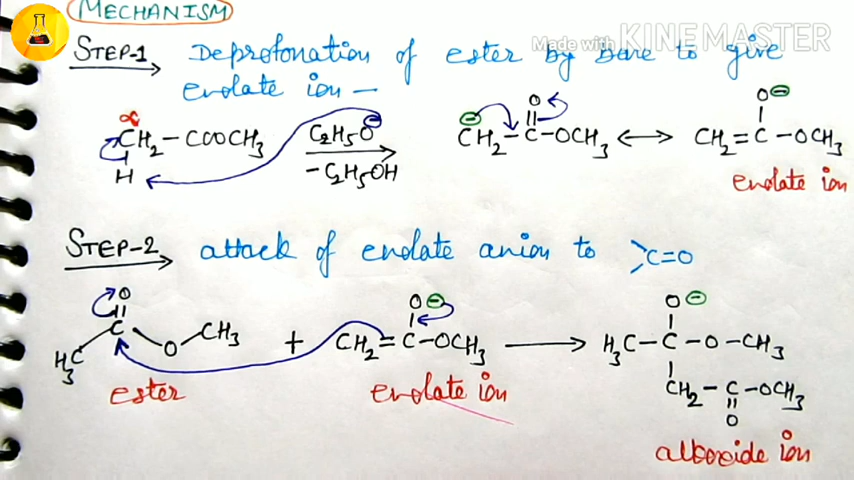 MECHANISM
Made with KINEMASTER
STEP-1 Deprotonation of ester by base to give
enolate ion —
α
CH2 - COOCH3
H
C2H5O⊖
- C2H5OH
⊖ O
CH2 - C - OCH3
O⊖
CH2 = C - OCH3
enolate ion
STEP-2 attack of enolate anion to >C=O
O
C
H3C
O
CH3
ester
+
O⊖
CH2 = C - OCH3
enolate ion
O⊖
H3C - C - O - CH3
CH2 - C - OCH3
O
alkoxide ion